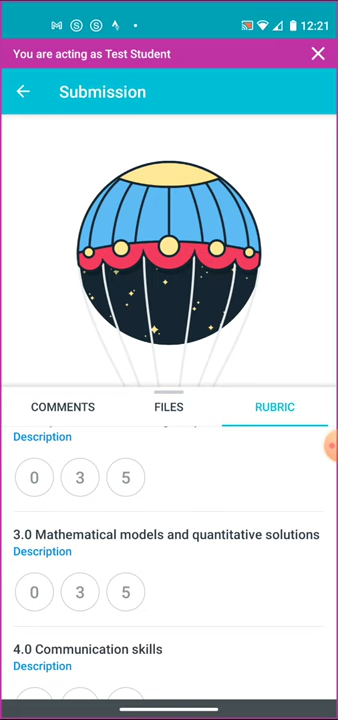 12:21
You are acting as Test Student
Submission
COMMENTS FILES RUBRIC
Description
0 3 5
3.0 Mathematical models and quantitative solutions
Description
0 3 5
4.0 Communication skills
Description